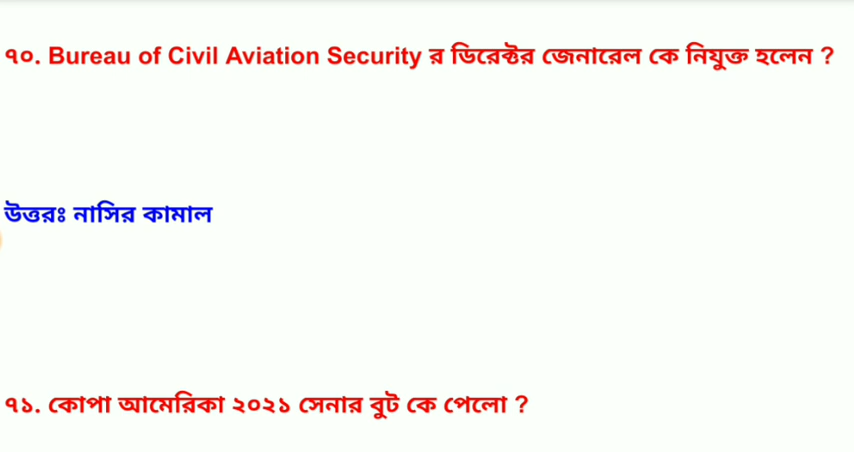 ৭০. Bureau of Civil Aviation Security র ডিরেক্টর জেনারেল কে নিযুক্ত হলেন ?
উত্তরঃ নাসির কামাল
৭১. কোপা আমেরিকা ২০২১ সেনার বুট কে পেলো ?